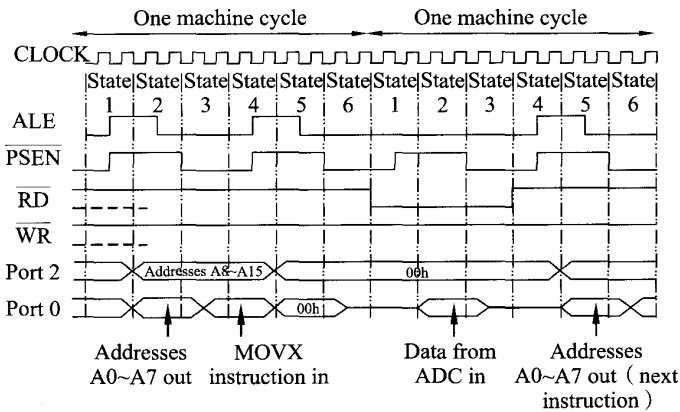 One machine cycle One machine cycle
CLOCK
State State State State State State State State State State State State
1 2 3 4 5 6 1 2 3 4 5 6
ALE
PSEN
RD
WR
Port 2 Addresses A&~A15 00h
Port 0 00h
Addresses MOVX Data from Addresses
A0~A7 out instruction in ADC in A0~A7 out ( next
instruction )